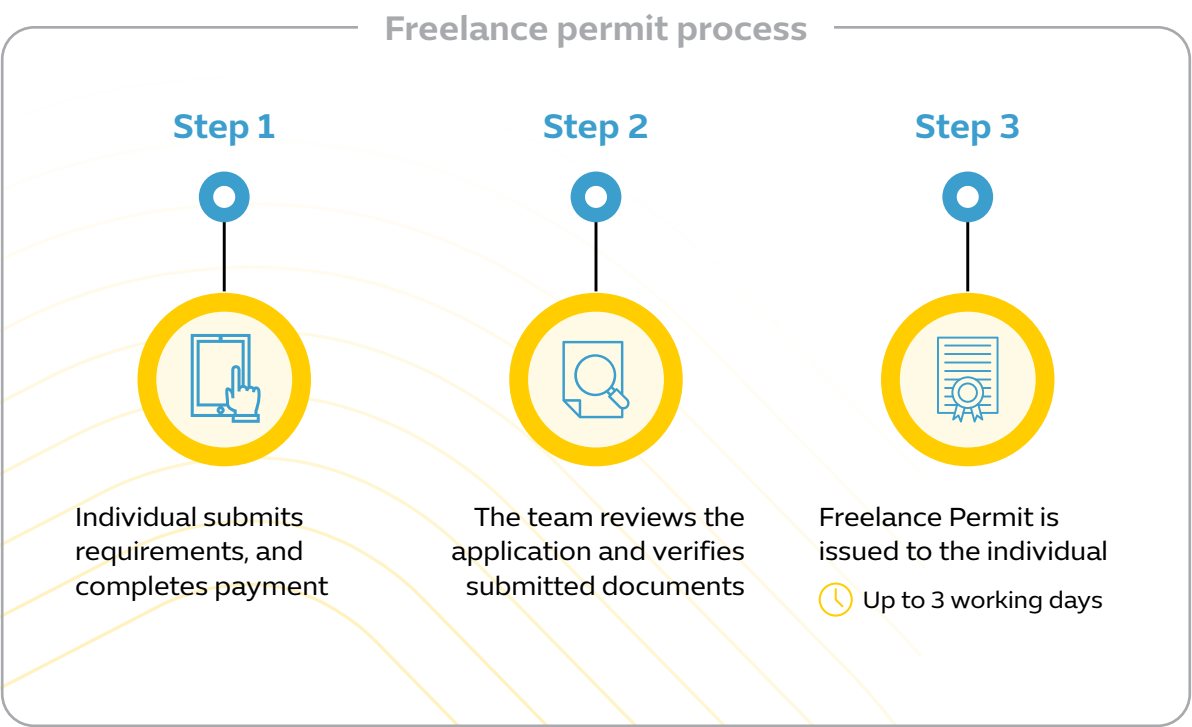 Freelance permit process
Step 1
Step 2
Step 3
Individual submits
requirements, and
completes payment
The team reviews the
application and verifies
submitted documents
Freelance Permit is
issued to the individual
Up to 3 working days